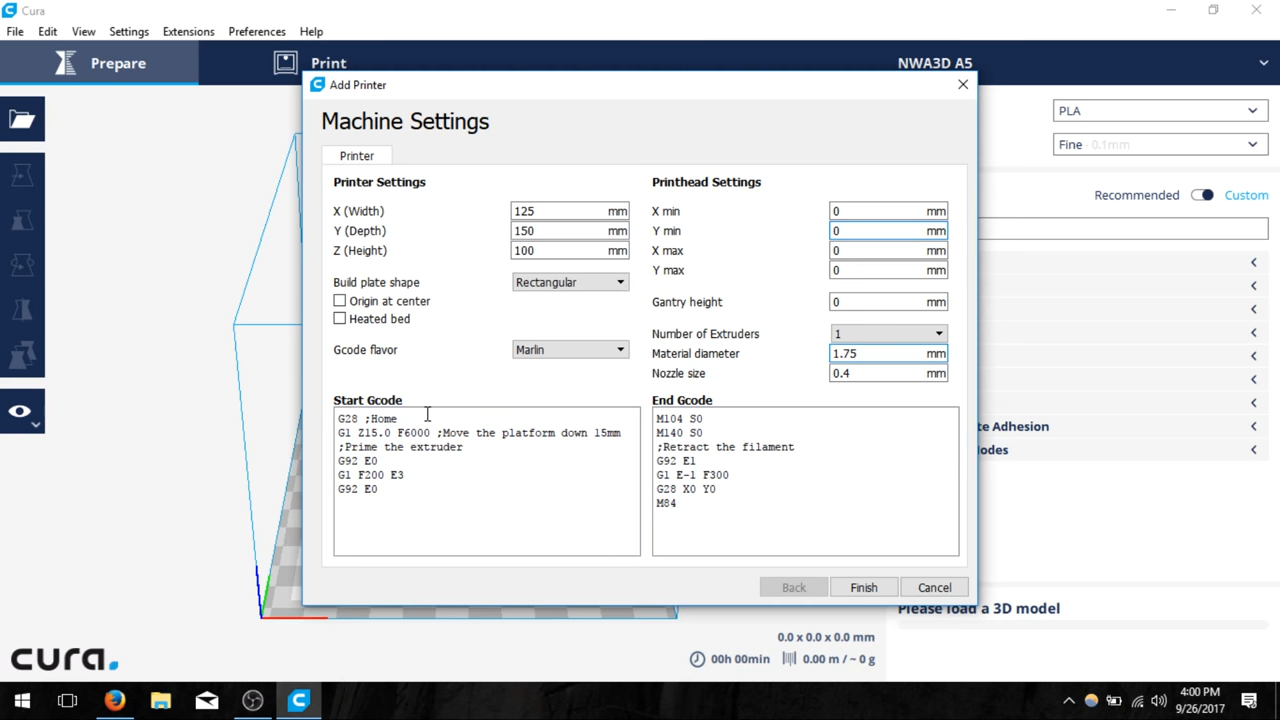 Cura
File Edit View Settings Extensions Preferences Help
Prepare Print NWA3D A5
Add Printer
Machine Settings
Printer
Printer Settings
X (Width) 125 mm
Y (Depth) 150 mm
Z (Height) 100 mm
Build plate shape Rectangular
Origin at center
Heated bed
Gcode flavor Marlin
Printhead Settings
X min 0 mm
Y min 0 mm
X max 0 mm
Y max 0 mm
Gantry height 0 mm
Number of Extruders 1
Material diameter 1.75 mm
Nozzle size 0.4 mm
Start Gcode
G28 ;Home
G1 Z15.0 F6000 ;Move the platform down 15mm
;Prime the extruder
G92 E0
G1 F200 E3
G92 E0
End Gcode
M104 S0
M140 S0
;Retract the filament
G92 E1
G1 E-1 F300
G28 X0 Y0
M84
Back Finish Cancel
PLA
Fine - 0.1mm
Recommended Custom
te Adhesion
odes
Please load a 3D model
0.0 x 0.0 x 0.0 mm
00h 00min 0.00 m / ~ 0 g
cura.
4:00 PM
9/26/2017